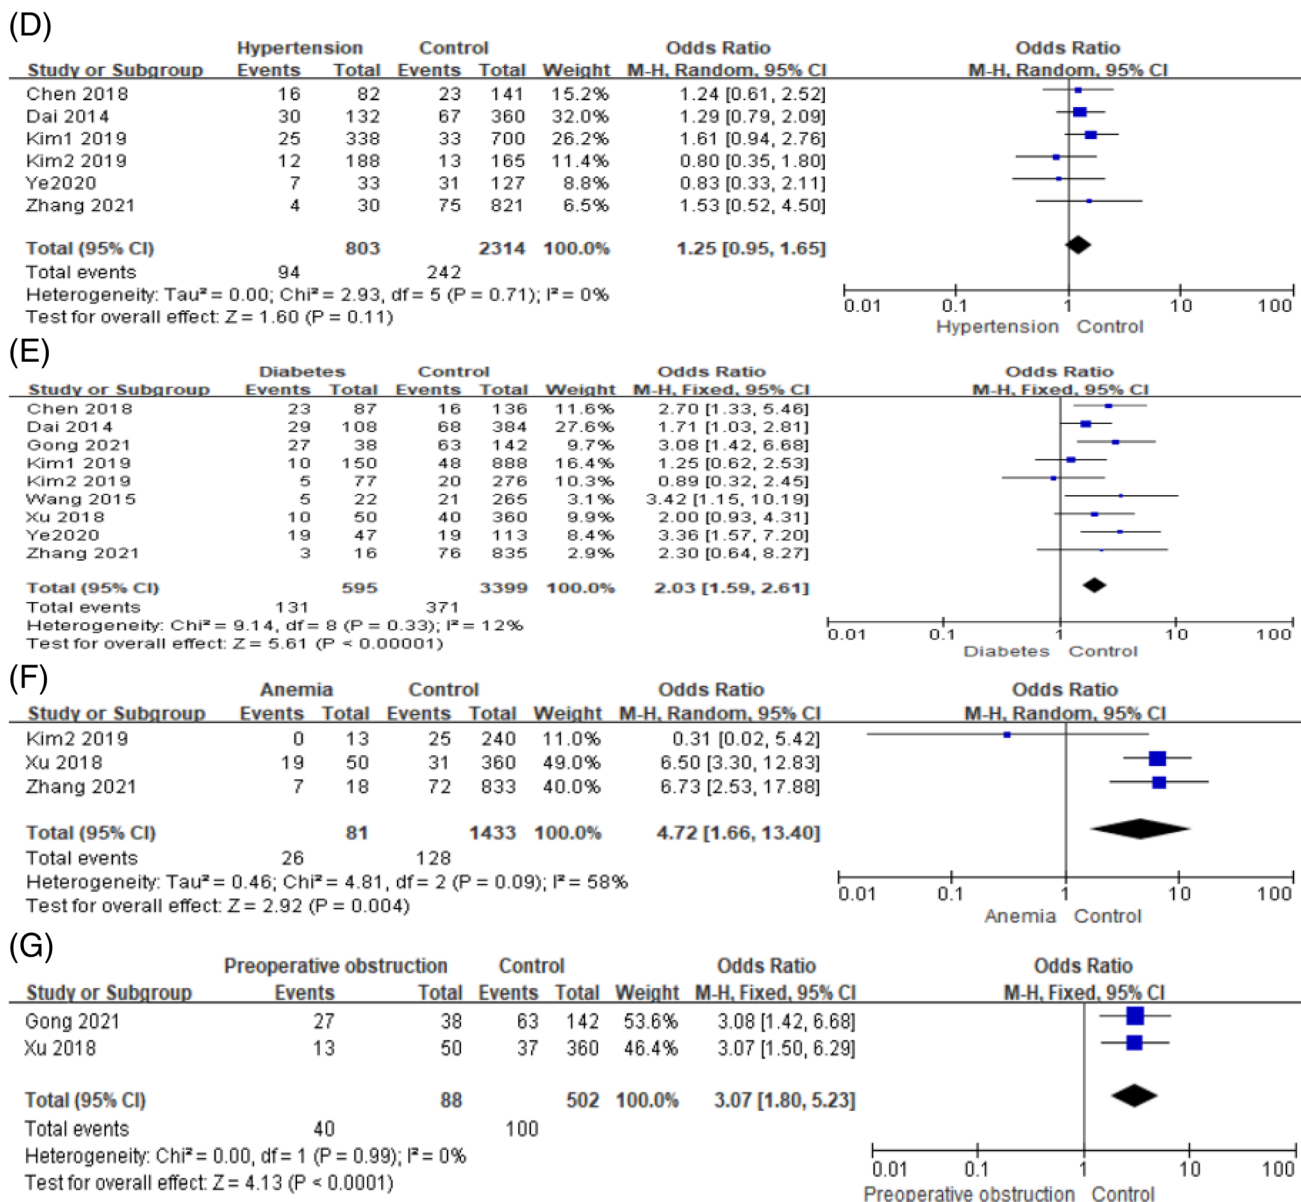 (D)
Hypertension Control Odds Ratio Odds Ratio
Study or Subgroup Events Total Events Total Weight M-H, Random, 95% CI M-H, Random, 95% CI
Chen 2018 16 82 23 141 15.2% 1.24 [0.61, 2.52]
Dai 2014 30 132 67 360 32.0% 1.29 [0.79, 2.09]
Kim1 2019 25 338 33 700 26.2% 1.61 [0.94, 2.76]
Kim2 2019 12 188 13 165 11.4% 0.80 [0.35, 1.80]
Ye2020 7 33 31 127 8.8% 0.83 [0.33, 2.11]
Zhang 2021 4 30 75 821 6.5% 1.53 [0.52, 4.50]
Total (95% CI) 803 2314 100.0% 1.25 [0.95, 1.65]
Total events 94 242
Heterogeneity: Tau² = 0.00; Chi² = 2.93, df = 5 (P = 0.71); I² = 0%
Test for overall effect: Z = 1.60 (P = 0.11)
0.01 0.1 1 10 100
Hypertension Control
(E)
Diabetes Control Odds Ratio Odds Ratio
Study or Subgroup Events Total Events Total Weight M-H, Fixed, 95% CI M-H, Fixed, 95% CI
Chen 2018 23 87 16 136 11.6% 2.70 [1.33, 5.46]
Dai 2014 29 108 68 384 27.6% 1.71 [1.03, 2.81]
Gong 2021 27 38 63 142 9.7% 3.08 [1.42, 6.68]
Kim1 2019 10 150 48 888 16.4% 1.25 [0.62, 2.53]
Kim2 2019 5 77 20 276 10.3% 0.89 [0.32, 2.45]
Wang 2015 5 22 21 265 3.1% 3.42 [1.15, 10.19]
Xu 2018 10 50 40 360 9.9% 2.00 [0.93, 4.31]
Ye2020 19 47 19 113 8.4% 3.36 [1.57, 7.20]
Zhang 2021 3 16 76 835 2.9% 2.30 [0.64, 8.27]
Total (95% CI) 595 3399 100.0% 2.03 [1.59, 2.61]
Total events 131 371
Heterogeneity: Chi² = 9.14, df = 8 (P = 0.33); I² = 12%
Test for overall effect: Z = 5.61 (P < 0.00001)
0.01 0.1 1 10 100
Diabetes Control
(F)
Anemia Control Odds Ratio Odds Ratio
Study or Subgroup Events Total Events Total Weight M-H, Random, 95% CI M-H, Random, 95% CI
Kim2 2019 0 13 25 240 11.0% 0.31 [0.02, 5.42]
Xu 2018 19 50 31 360 49.0% 6.50 [3.30, 12.83]
Zhang 2021 7 18 72 833 40.0% 6.73 [2.53, 17.88]
Total (95% CI) 81 1433 100.0% 4.72 [1.66, 13.40]
Total events 26 128
Heterogeneity: Tau² = 0.46; Chi² = 4.81, df = 2 (P = 0.09); I² = 58%
Test for overall effect: Z = 2.92 (P = 0.004)
0.01 0.1 1 10 100
Anemia Control
(G)
Preoperative obstruction Control Odds Ratio Odds Ratio
Study or Subgroup Events Total Events Total Weight M-H, Fixed, 95% CI M-H, Fixed, 95% CI
Gong 2021 27 38 63 142 53.6% 3.08 [1.42, 6.68]
Xu 2018 13 50 37 360 46.4% 3.07 [1.50, 6.29]
Total (95% CI) 88 502 100.0% 3.07 [1.80, 5.23]
Total events 40 100
Heterogeneity: Chi² = 0.00, df = 1 (P = 0.99); I² = 0%
Test for overall effect: Z = 4.13 (P < 0.0001)
0.01 0.1 1 10 100
Preoperative obstruction Control